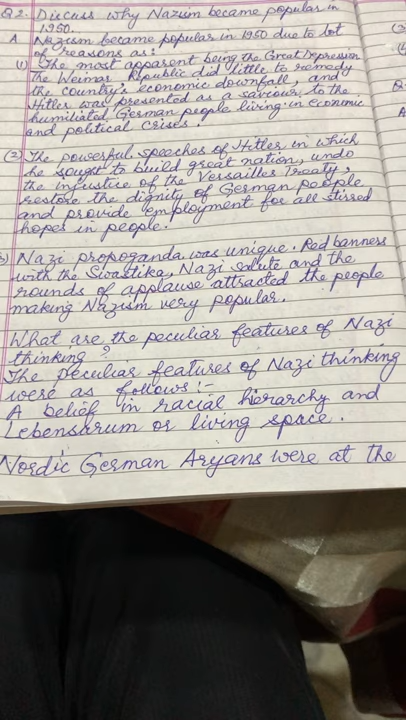 Q2. Discuss why Nazism became popular in
1950.
A Nazism became popular in 1950 due to lot
of reasons as:
(1) The most apparent being the Great Depression
The Weimar Republic did little to remedy
the country's economic downfall, and
Hitler was presented as a saviour to the
humiliated German people living in economic
and political crises.
(2) The powerful speeches of Hitler in which
he sought to build great nation, undo
the injustice of the Versailles Treaty,
restore the dignity of German people
and provide employment for all stirred
hopes in people.
3) Nazi propoganda was unique. Red banners
with the Swastika, Nazi salute and the
rounds of applause attracted the people
making Nazism very popular.
What are the peculiar features of Nazi
thinking?
The peculiar features of Nazi thinking
were as follows:-
A belief in racial hierarchy and
Lebensarum or living space.
Nordic German Aryans were at the
(3
Q.
A